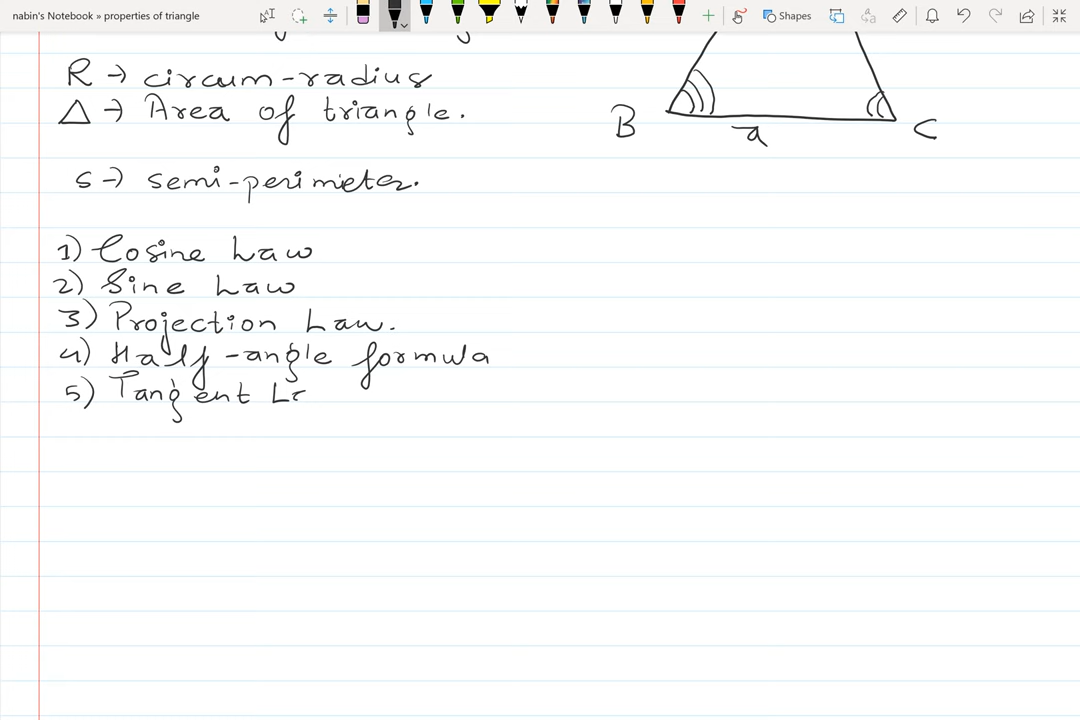 nabin's Notebook » properties of triangle
Shapes
R → circum-radius
Δ → Area of triangle.
B
a
C
s → semi-perimeter.
1) Cosine Law
2) Sine Law
3) Projection Law.
4) Half-angle formula
5) Tangent